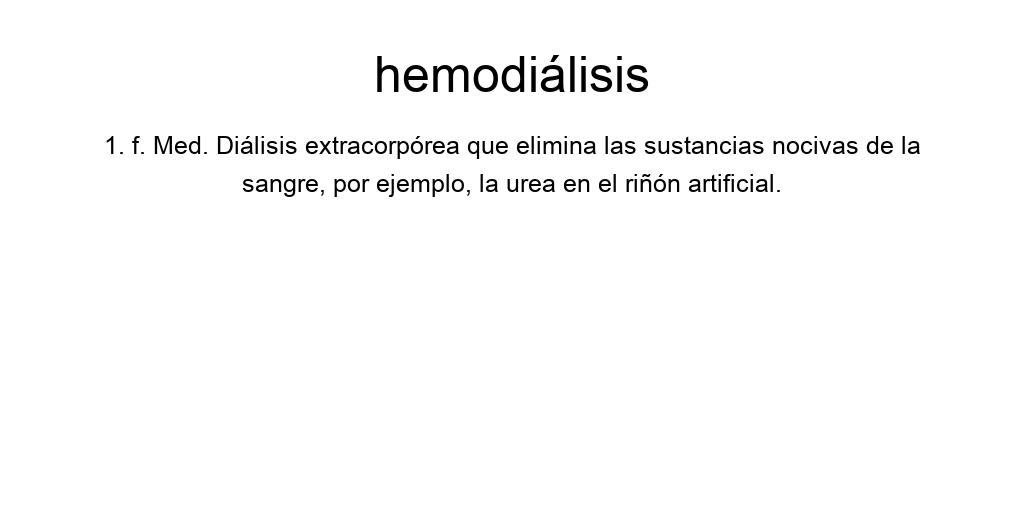 hemodiálisis
1. f. Med. Diálisis extracorpórea que elimina las sustancias nocivas de la
sangre, por ejemplo, la urea en el riñón artificial.